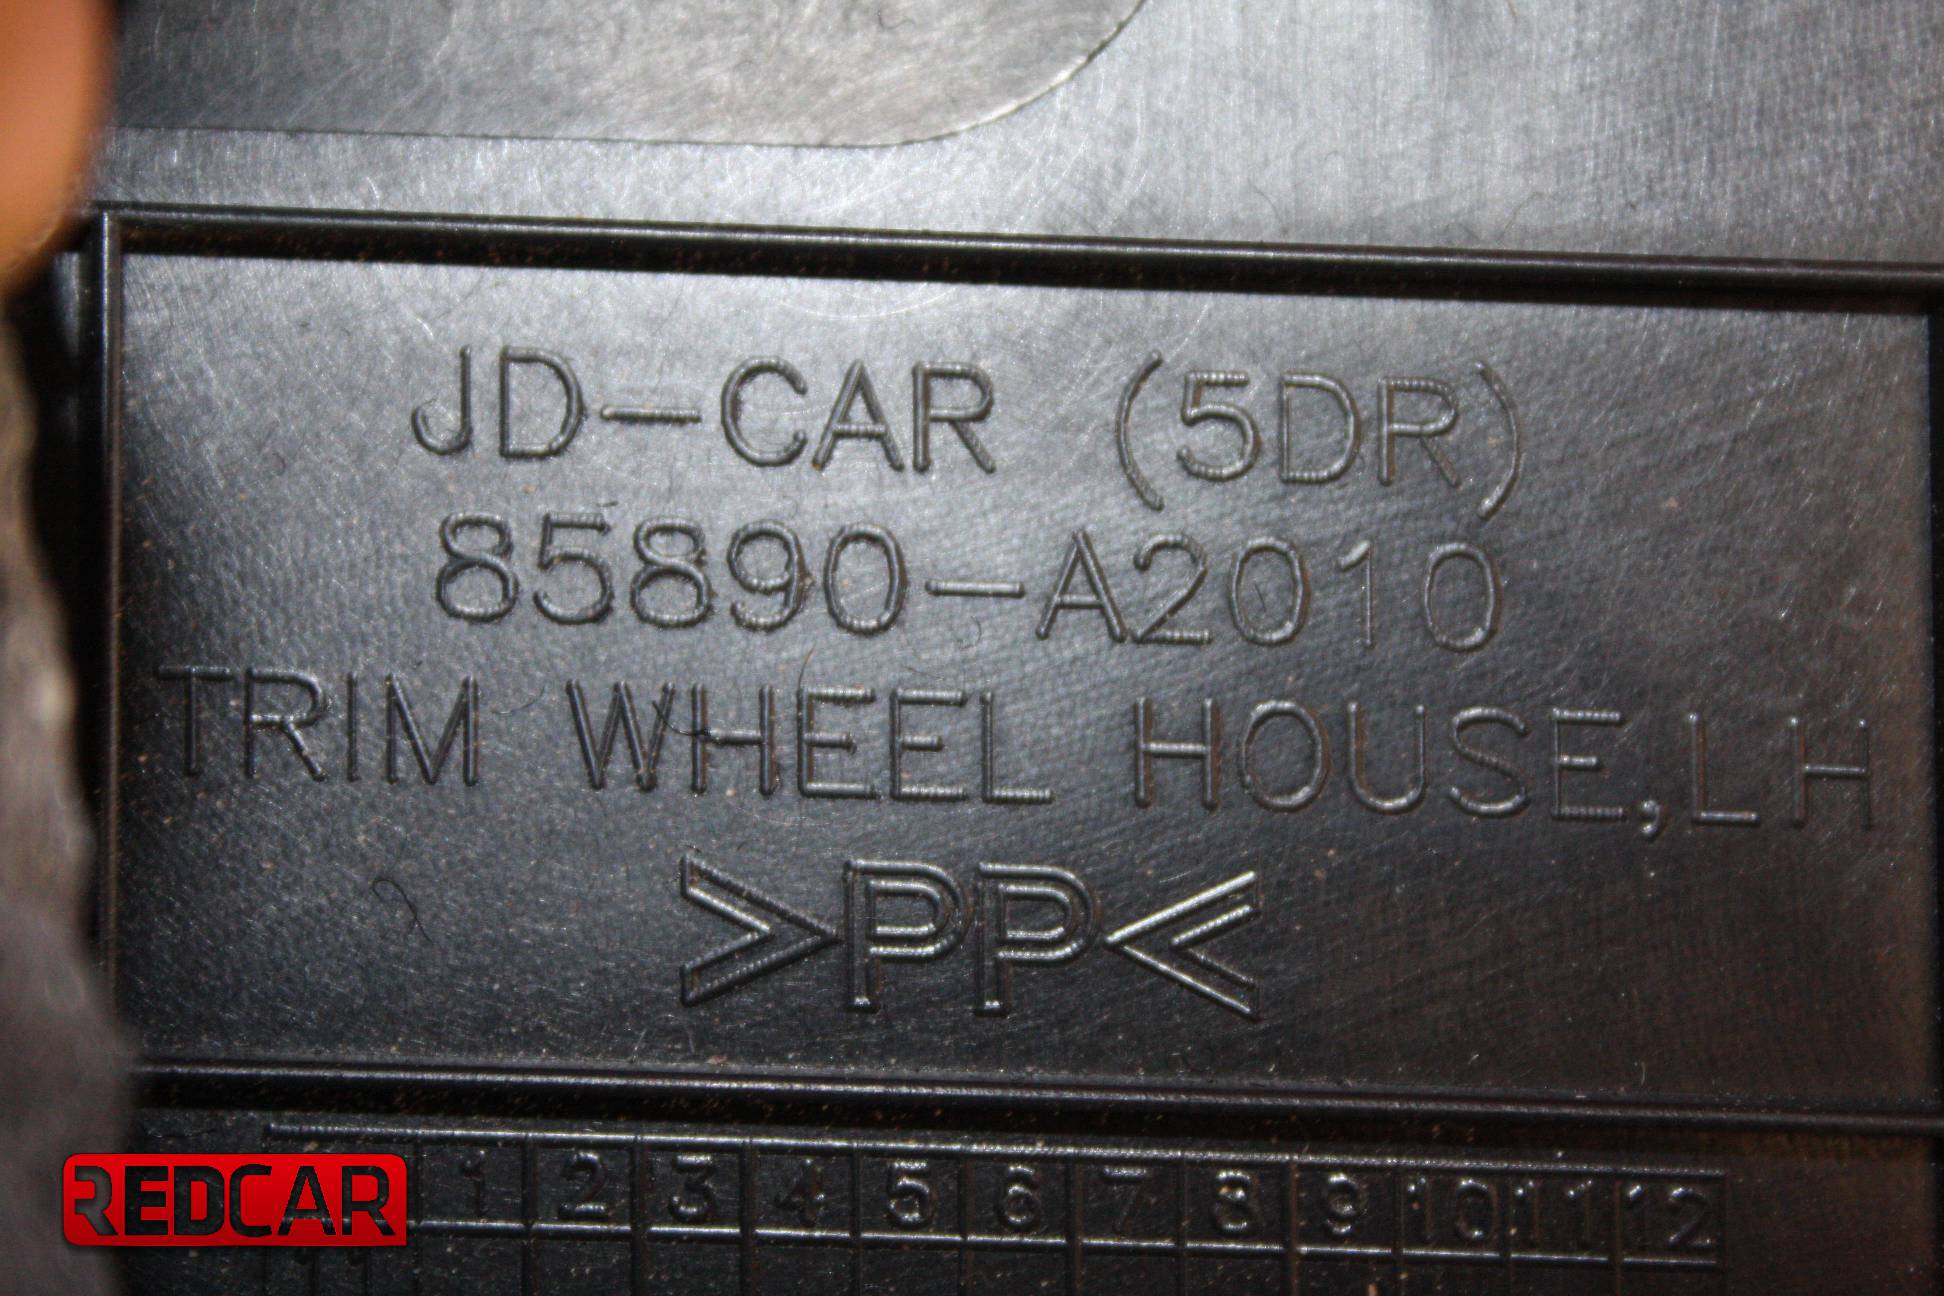 JD-CAR (5DR)
85890-A2010
TRIM WHEEL HOUSE,LH
>PP<
1 2 3 4 5 6 7 8 9 10 11 12
REDCAR